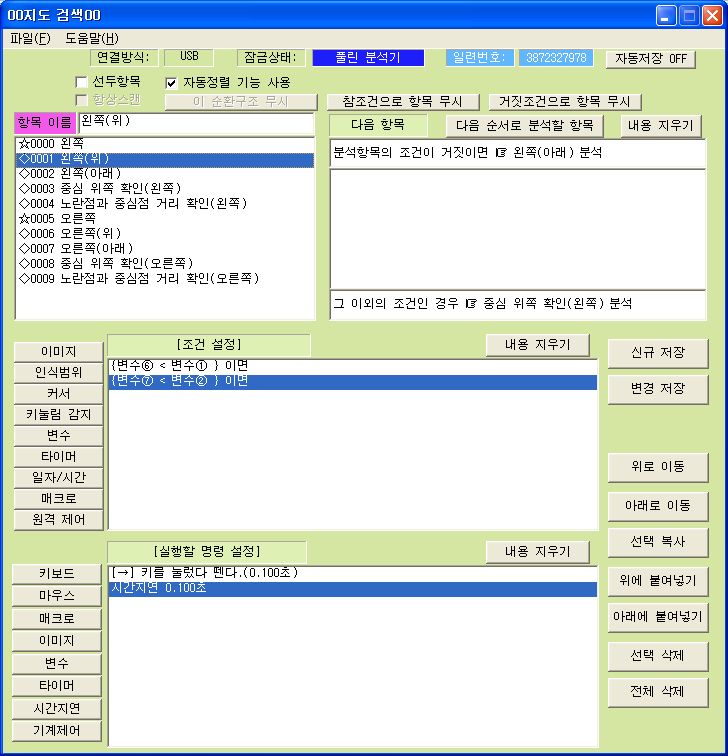 00지도 검색00
파일(F) 도움말(H)
연결방식: USB 잠금상태: 풀린 분석기 일련번호: 3872327978 자동저장 OFF
선두항목 자동정렬 기능 사용
항상스캔 이 순환구조 무시 참조건으로 항목 무시 거짓조건으로 항목 무시
항목 이름 왼쪽(위) 다음 항목 다음 순서로 분석할 항목 내용 지우기
☆0000 왼쪽
◇0001 왼쪽(위)
◇0002 왼쪽(아래)
◇0003 중심 위쪽 확인(왼쪽)
◇0004 노란점과 중심점 거리 확인(왼쪽)
☆0005 오른쪽
◇0006 오른쪽(위)
◇0007 오른쪽(아래)
◇0008 중심 위쪽 확인(오른쪽)
◇0009 노란점과 중심점 거리 확인(오른쪽)
분석항목의 조건이 거짓이면 ☞ 왼쪽(아래) 분석
그 이외의 조건인 경우 ☞ 중심 위쪽 확인(왼쪽) 분석
[조건 설정] 내용 지우기
이미지
인식범위
커서
키눌림 감지
변수
타이머
일자/시간
매크로
원격 제어
{변수⑥ < 변수① } 이면
{변수⑦ < 변수② } 이면
신규 저장
변경 저장
위로 이동
아래로 이동
선택 복사
위에 붙여넣기
아래에 붙여넣기
선택 삭제
전체 삭제
[실행할 명령 설정] 내용 지우기
키보드
마우스
매크로
이미지
변수
타이머
시간지연
기계제어
[→] 키를 눌렀다 뗀다.(0.100초)
시간지연 0.100초